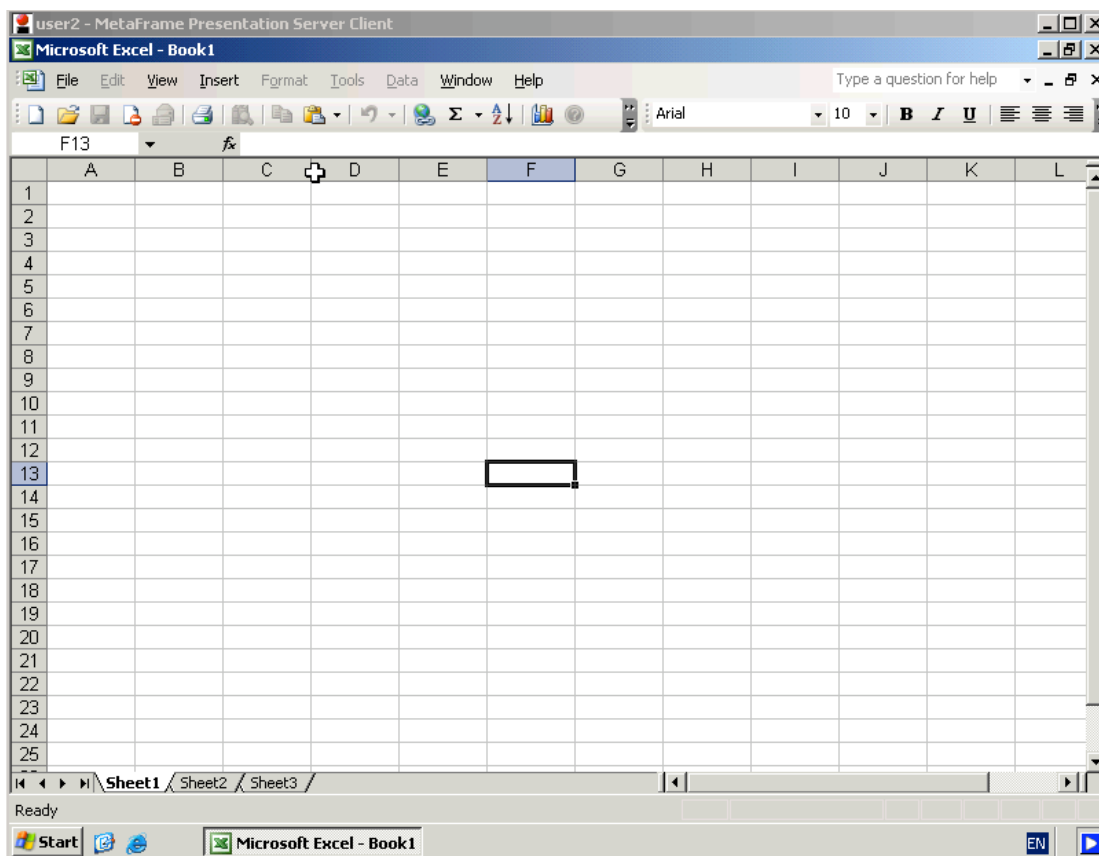 user2 - MetaFrame Presentation Server Client
Microsoft Excel - Book1
File Edit View Insert Format Tools Data Window Help Type a question for help
Σ A Z Arial 10 B I U
F13 fx
A B C D E F G H I J K L
1
2
3
4
5
6
7
8
9
10
11
12
13
14
15
16
17
18
19
20
21
22
23
24
25
Sheet1 Sheet2 Sheet3
Ready
Start Microsoft Excel - Book1 EN